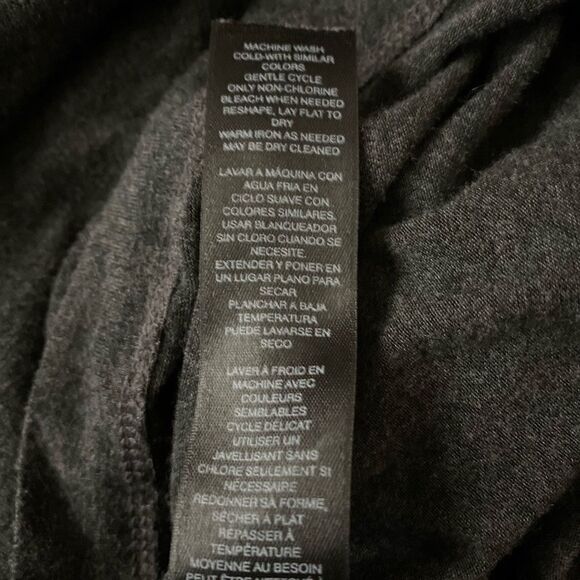 MACHINE WASH
COLD-WITH SIMILAR
COLORS
GENTLE CYCLE
ONLY NON-CHLORINE
BLEACH WHEN NEEDED
RESHAPE, LAY FLAT TO
DRY
WARM IRON AS NEEDED
MAY BE DRY CLEANED
LAVAR A MÁQUINA CON
AGUA FRIA EN
CICLO SUAVE CON
COLORES SIMILARES.
USAR BLANQUEADOR
SIN CLORO CUANDO SE
NECESITE.
EXTENDER Y PONER EN
UN LUGAR PLANO PARA
SECAR
PLANCHAR A BAJA
TEMPERATURA
PUEDE LAVARSE EN
SECO
LAVER À FROID EN
MACHINE AVEC
COULEURS
SEMBLABLES
CYCLE DELICAT
UTILISER UN
JAVELLISANT SANS
CHLORE SEULEMENT SI
NÉCESSAIRE
REDONNER SA FORME,
SÉCHER À PLAT
REPASSER À
TEMPÉRATURE
MOYENNE AU BESOIN
PEUT ÊTRE NETTOYÉ À